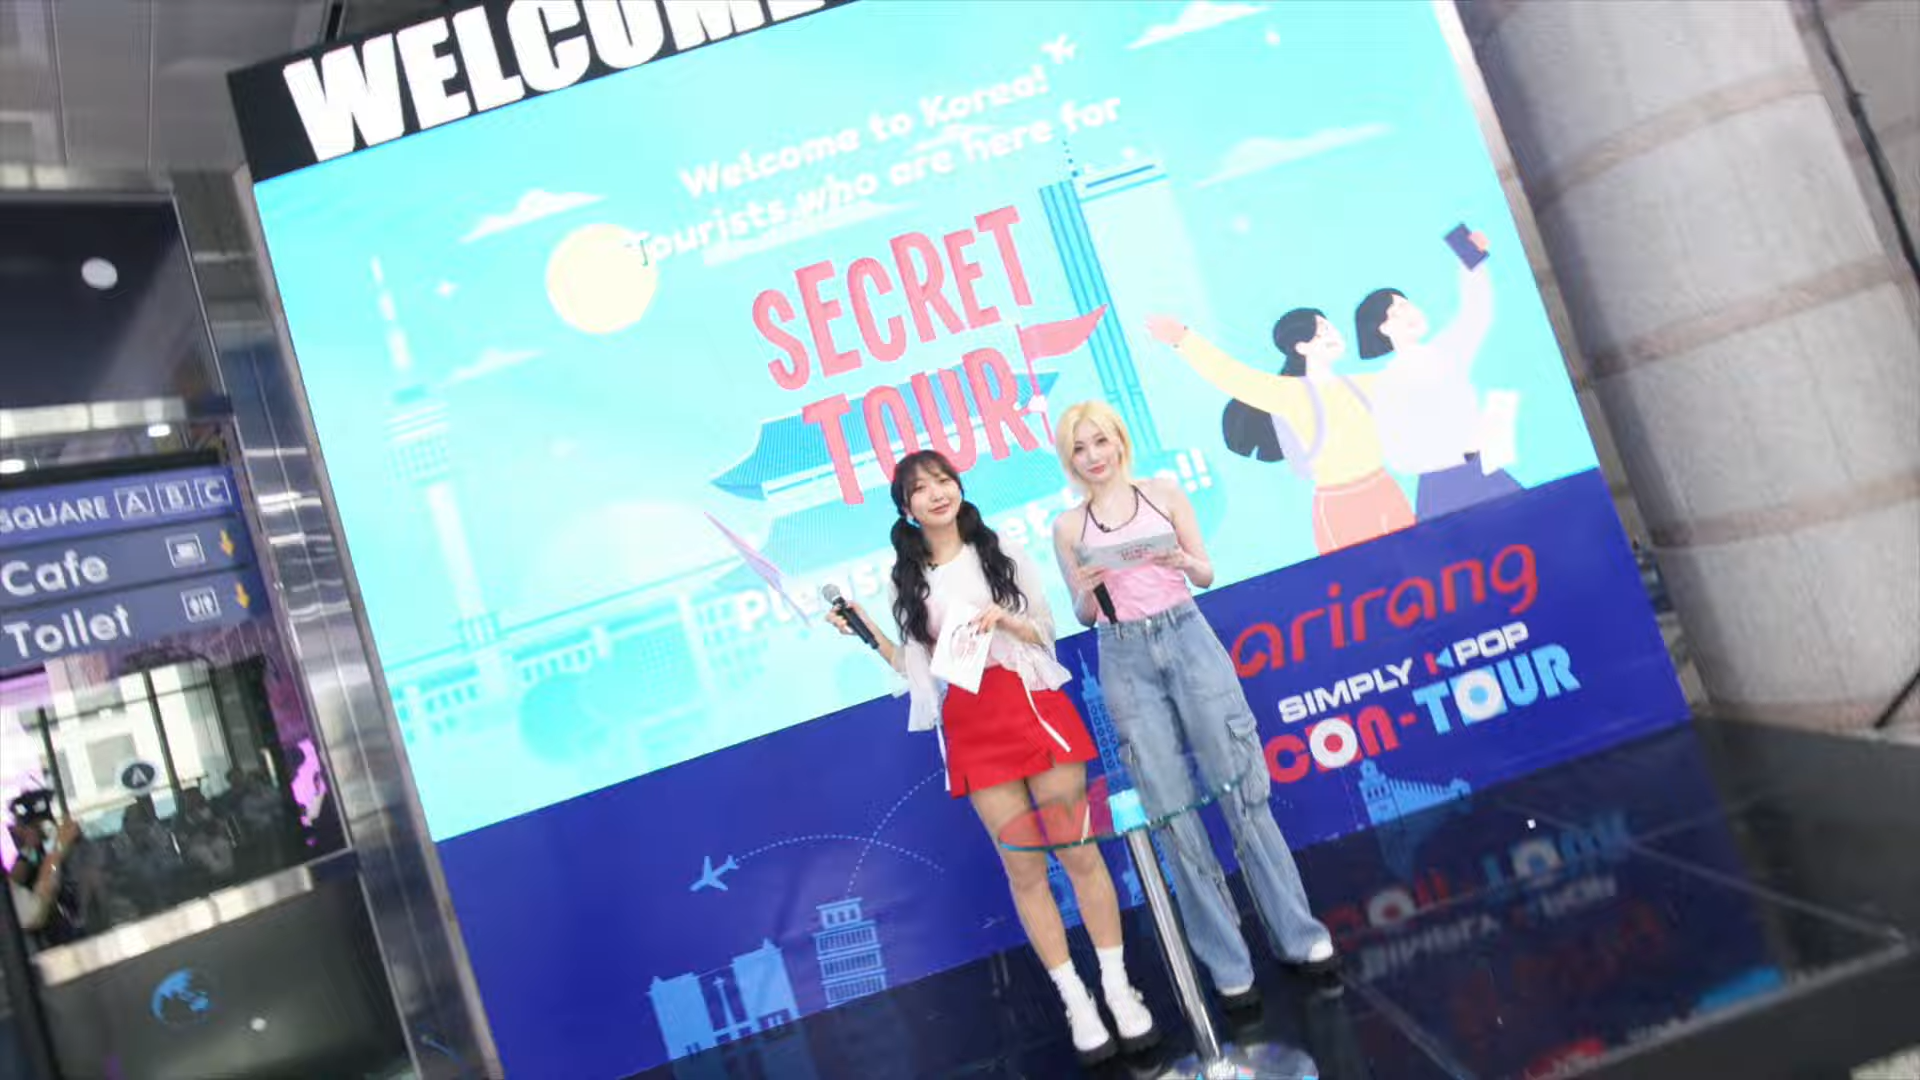 WELCOM
Welcome to Korea!
Tourists who are here for
SECRET
TOUR
SQUARE A B C
Cafe
Toilet
A
arirang
SIMPLY KPOP
CON-TOUR